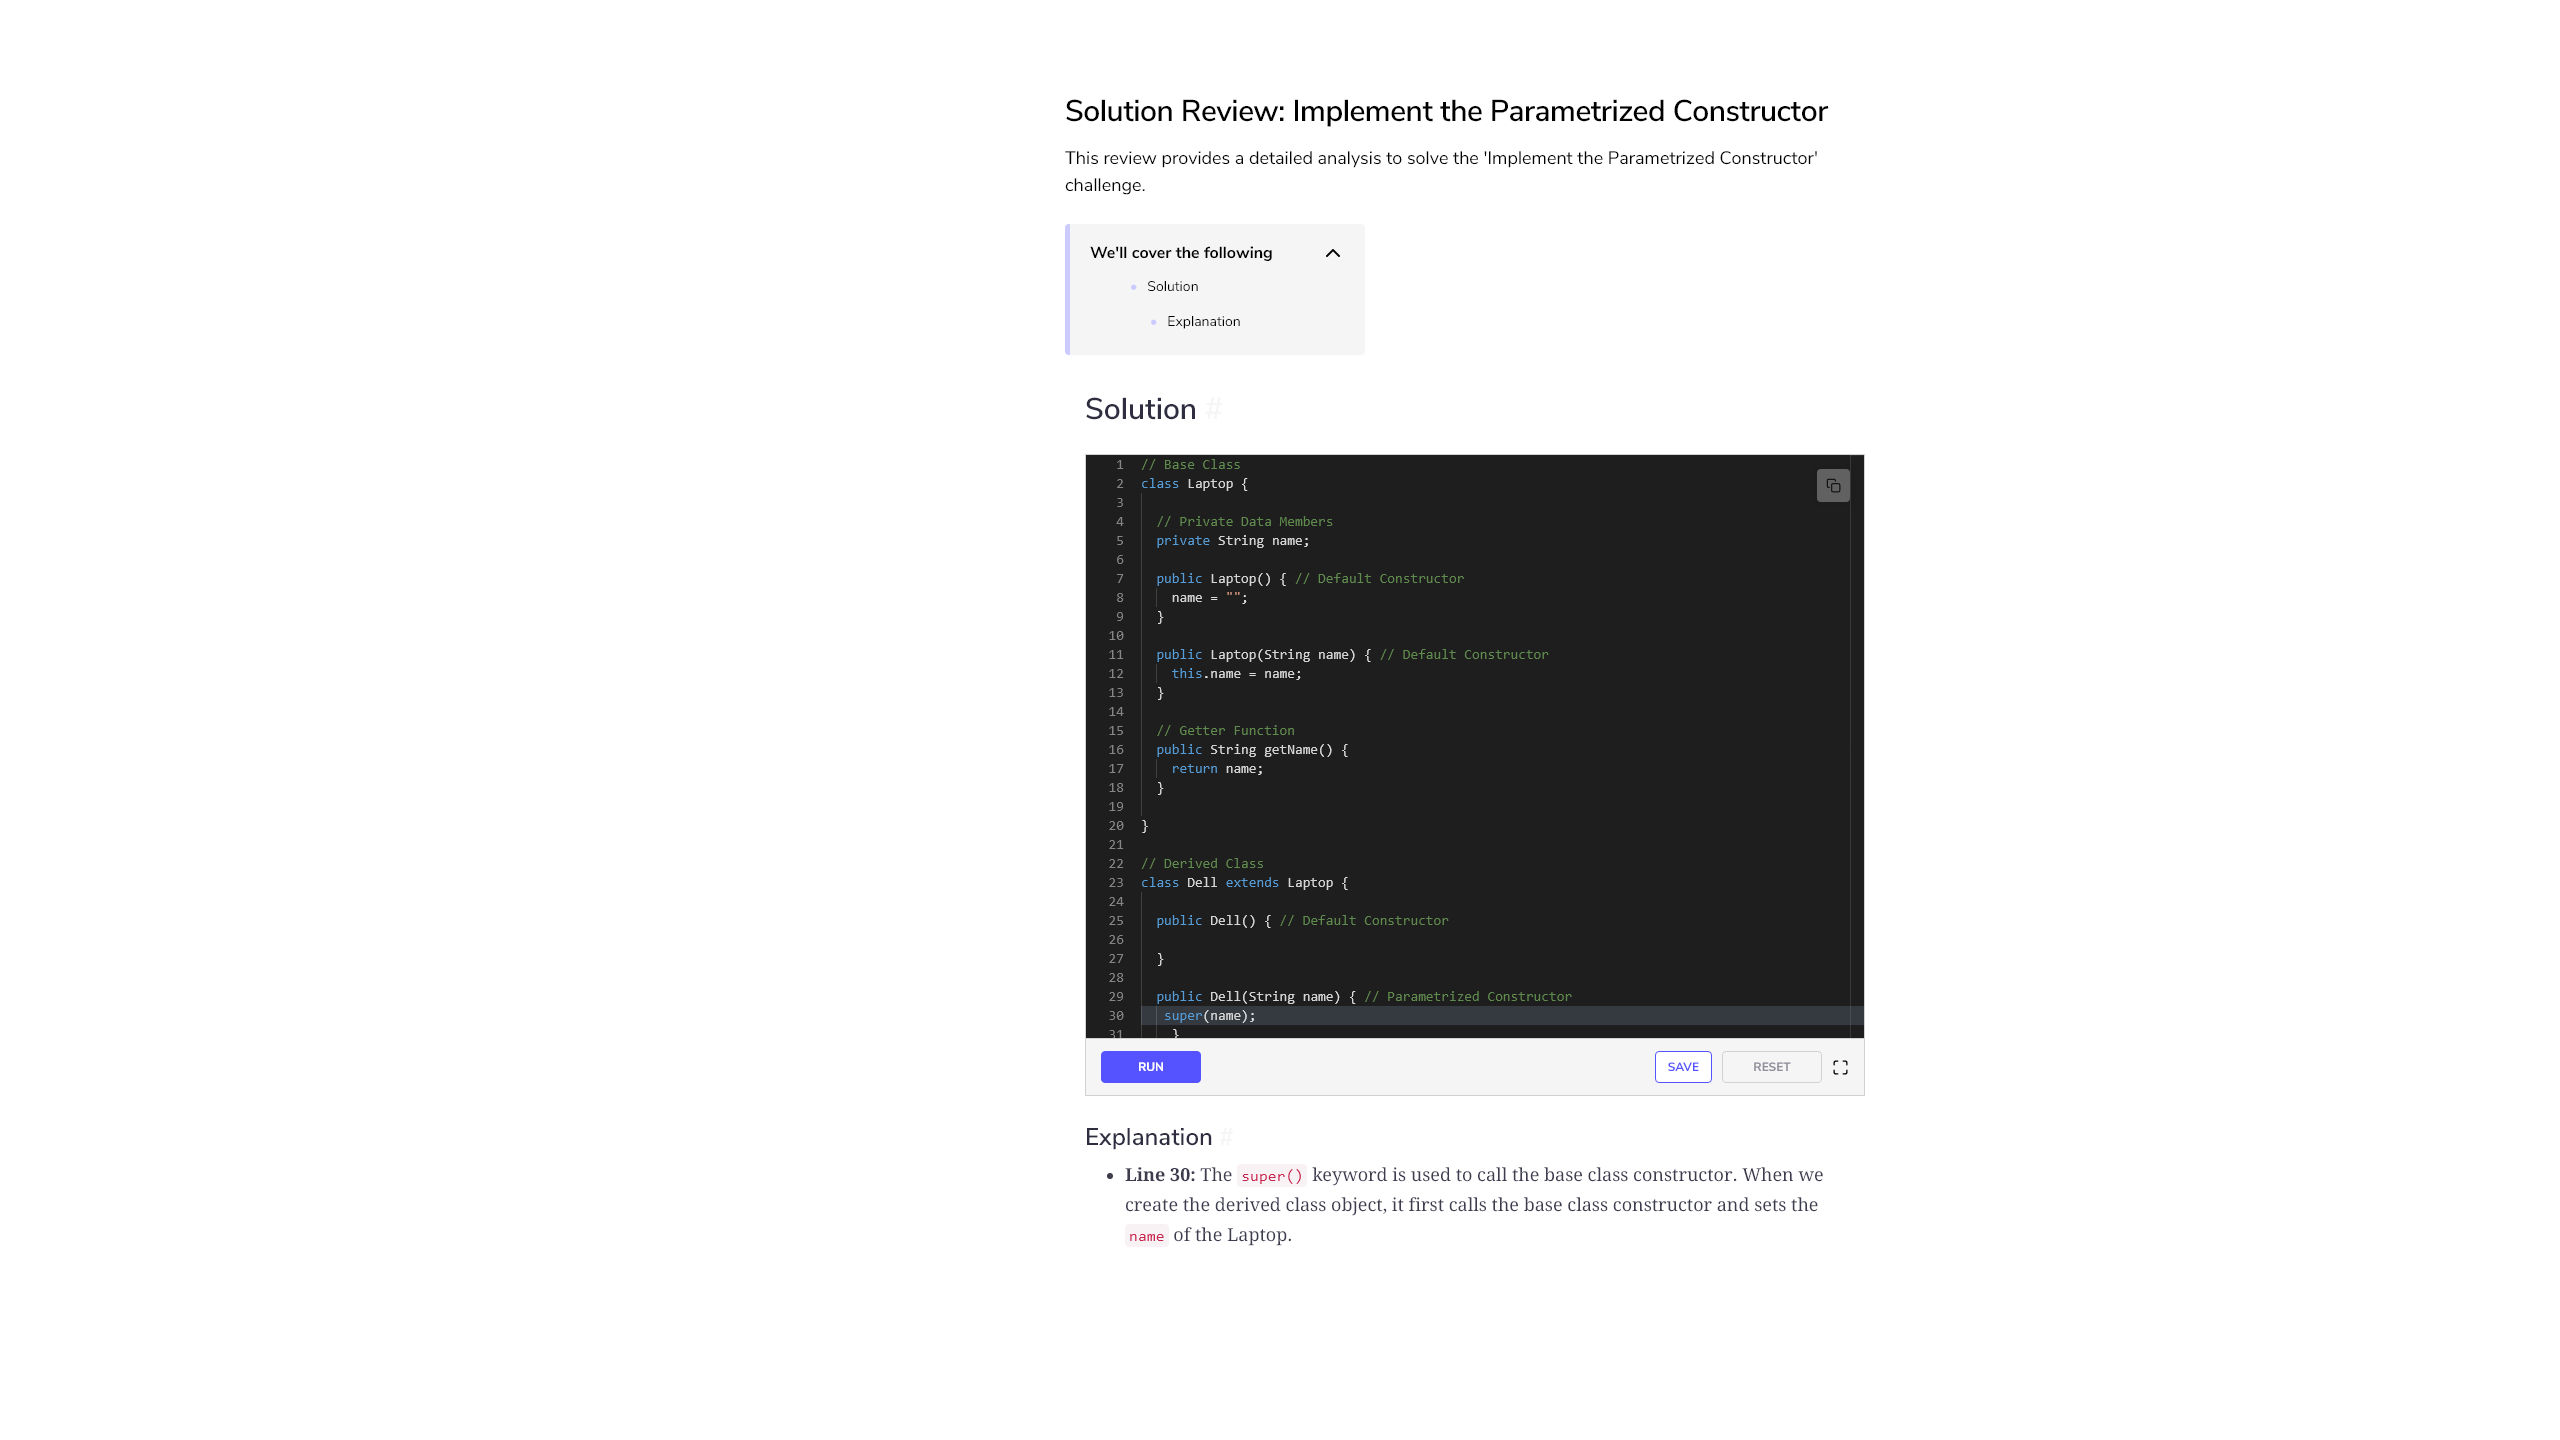 Solution Review: Implement the Parametrized Constructor
This review provides a detailed analysis to solve the 'Implement the Parametrized Constructor'
challenge.
We'll cover the following
Solution
Explanation
Solution #
1 // Base Class
2 class Laptop {
3
4 // Private Data Members
5 private String name;
6
7 public Laptop() { // Default Constructor
8 name = "";
9 }
10
11 public Laptop(String name) { // Default Constructor
12 this.name = name;
13 }
14
15 // Getter Function
16 public String getName() {
17 return name;
18 }
19
20 }
21
22 // Derived Class
23 class Dell extends Laptop {
24
25 public Dell() { // Default Constructor
26
27 }
28
29 public Dell(String name) { // Parametrized Constructor
30 super(name);
31 }
RUN SAVE RESET
Explanation #
• Line 30: The super() keyword is used to call the base class constructor. When we
create the derived class object, it first calls the base class constructor and sets the
name of the Laptop.